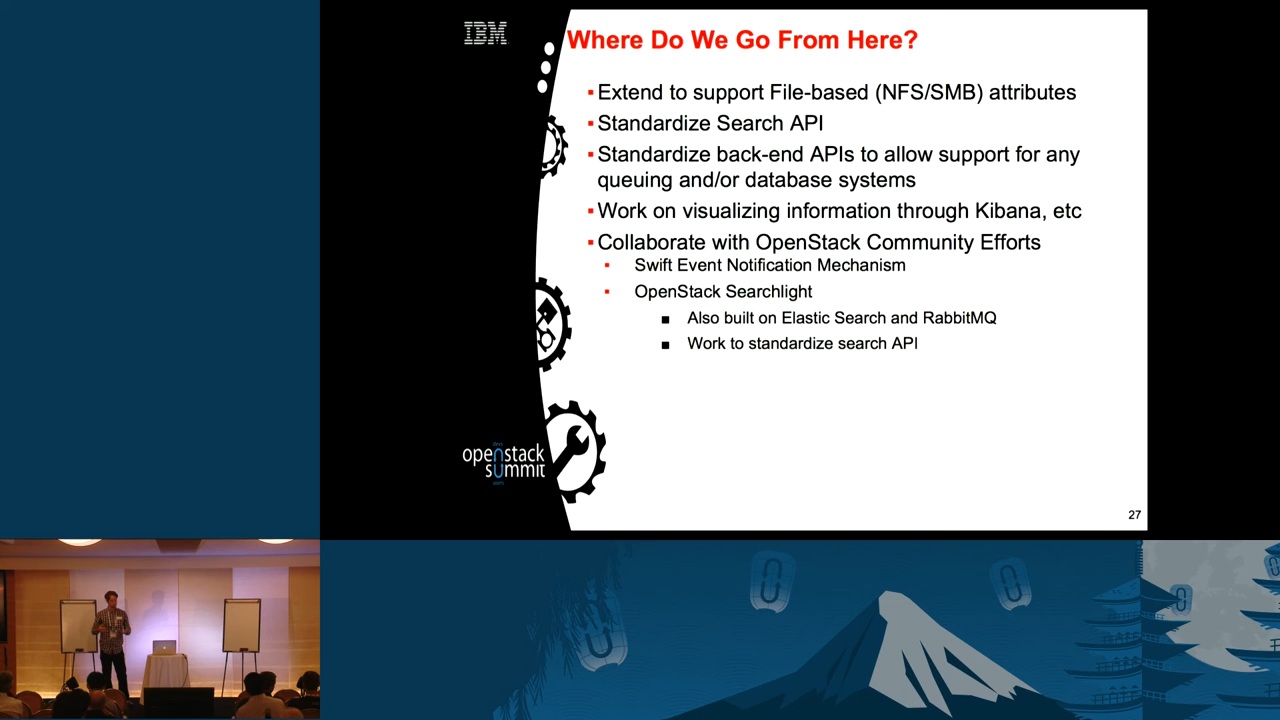 IBM
Where Do We Go From Here?
Extend to support File-based (NFS/SMB) attributes
Standardize Search API
Standardize back-end APIs to allow support for any
queuing and/or database systems
Work on visualizing information through Kibana, etc
Collaborate with OpenStack Community Efforts
Swift Event Notification Mechanism
OpenStack Searchlight
Also built on Elastic Search and RabbitMQ
Work to standardize search API
openstack
summit
27